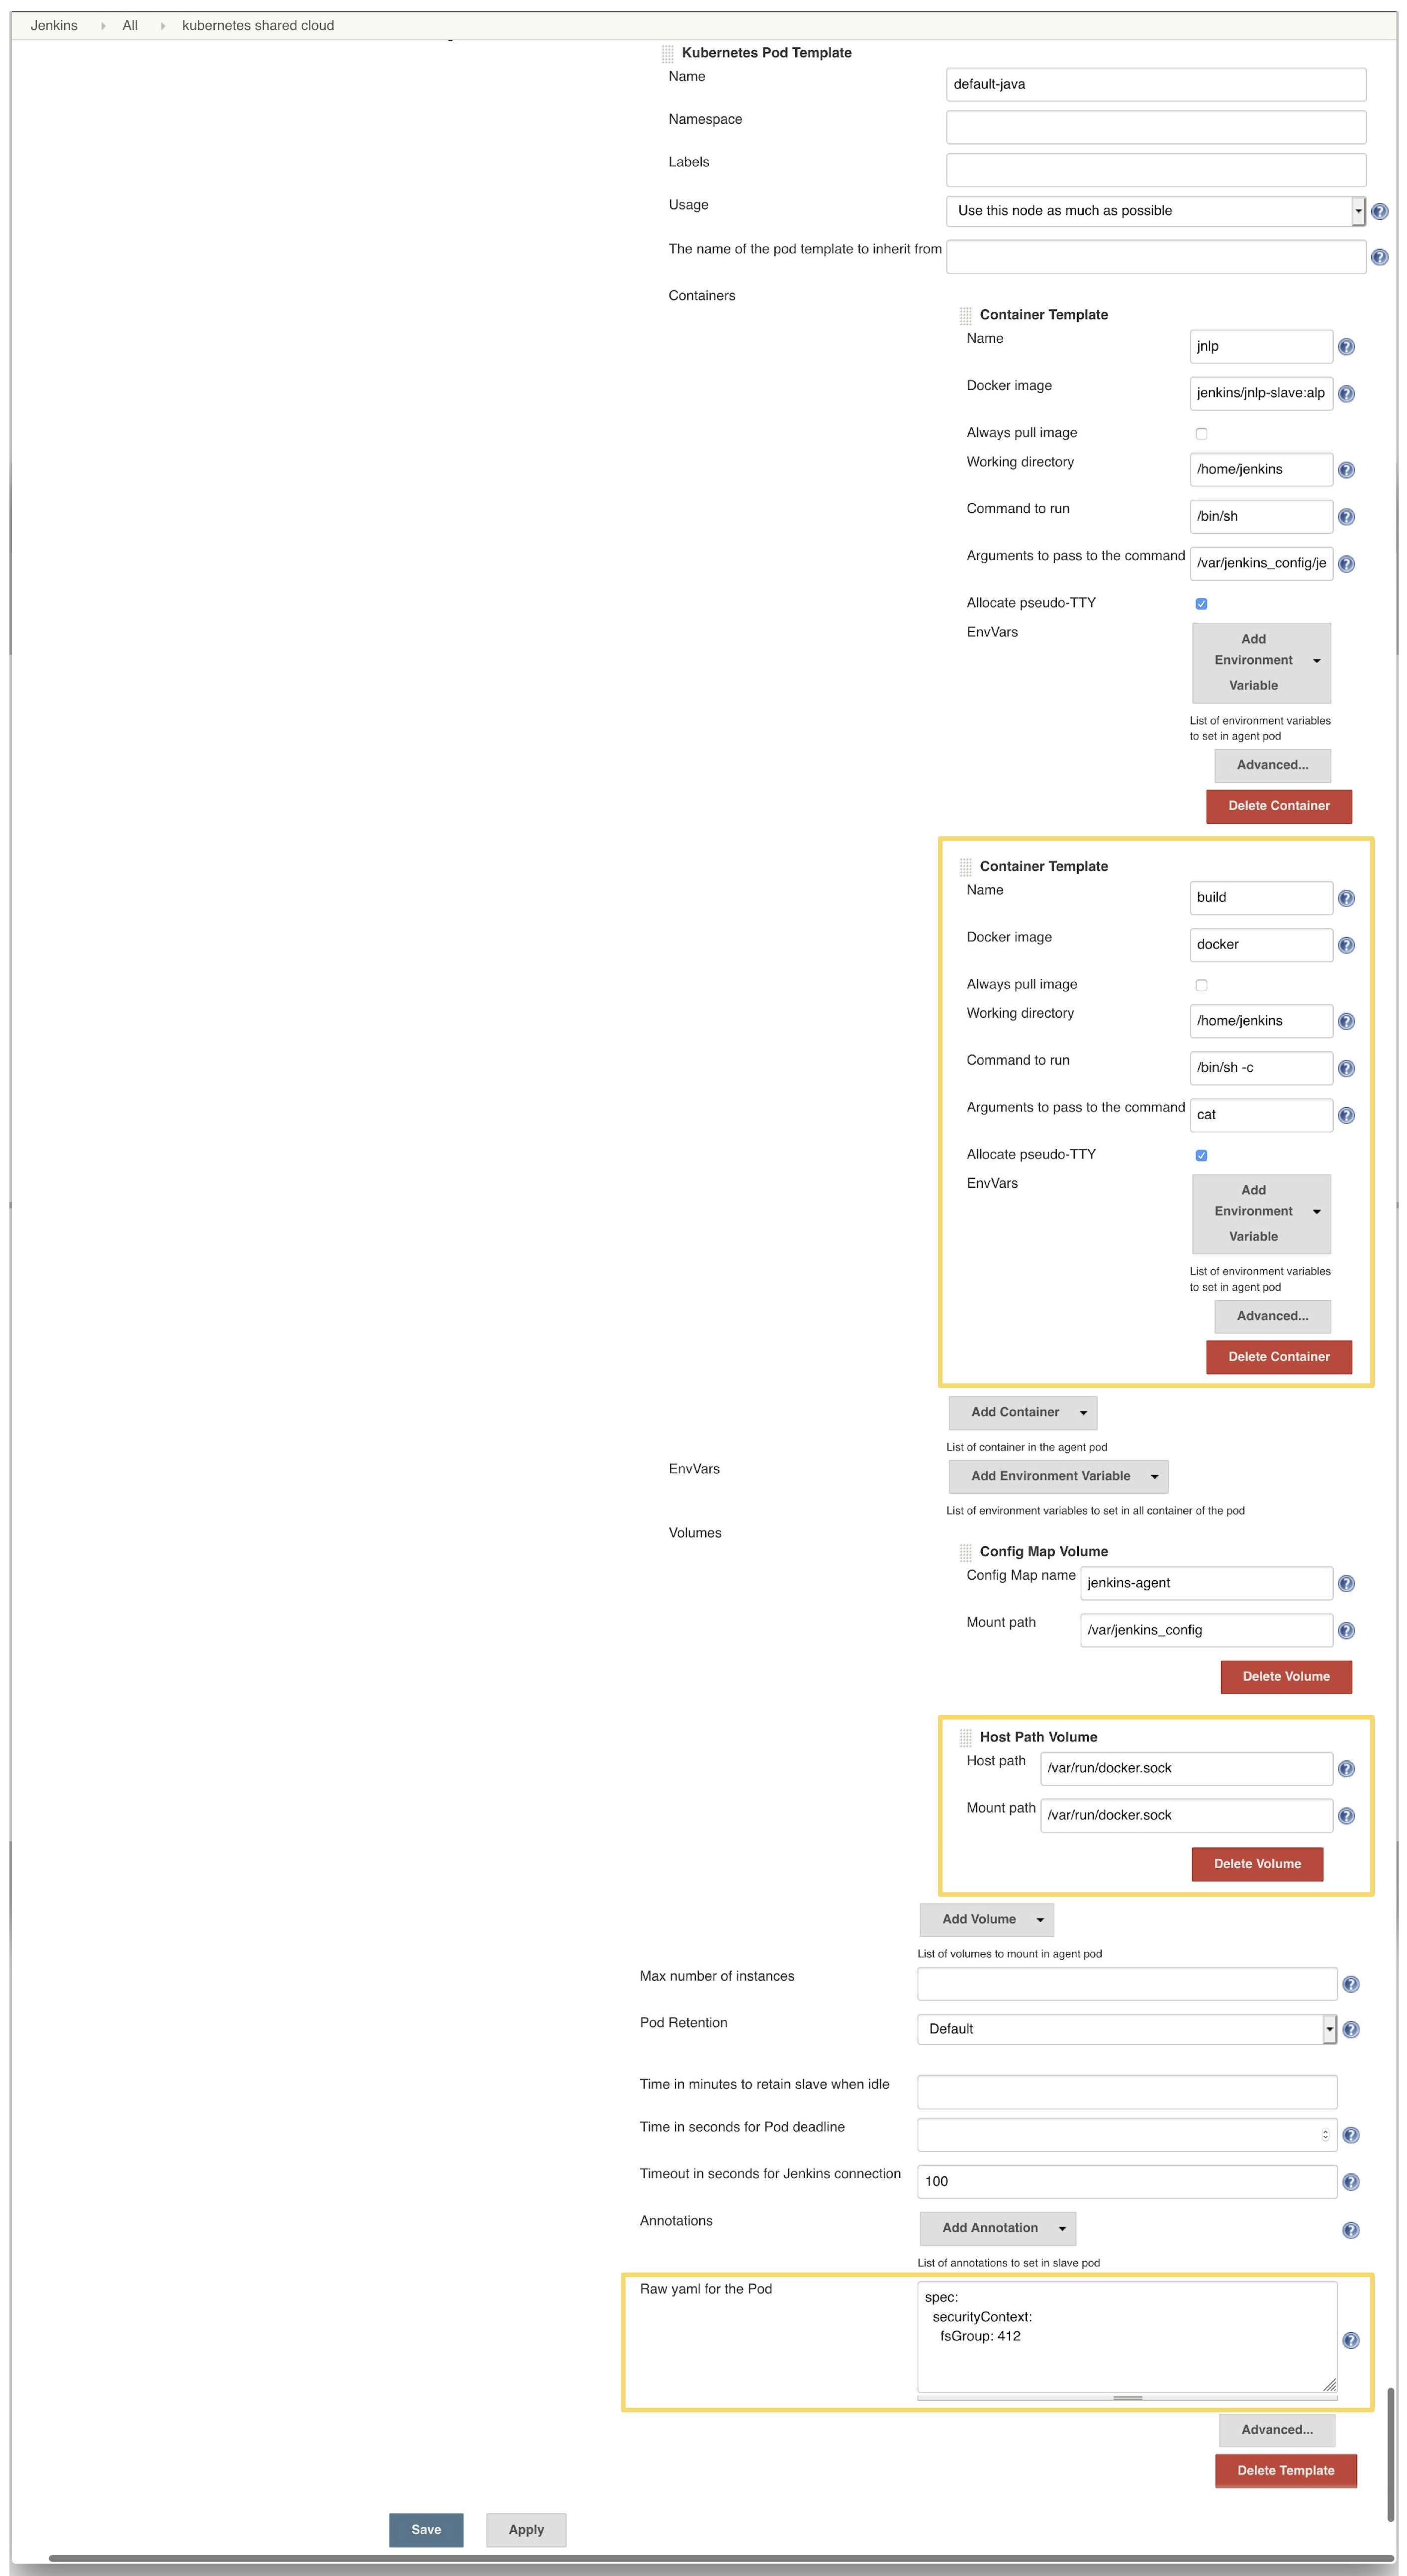 Jenkins All kubernetes shared cloud
Kubernetes Pod Template
Name
default-java
Namespace
Labels
Usage
Use this node as much as possible
The name of the pod template to inherit from
Containers
Container Template
Name
jnlp
Docker image
jenkins/jnlp-slave:alp
Always pull image
Working directory
/home/jenkins
Command to run
/bin/sh
Arguments to pass to the command
/var/jenkins_config/je
Allocate pseudo-TTY
EnvVars
Add
Environment
Variable
List of environment variables
to set in agent pod
Advanced...
Delete Container
Container Template
Name
build
Docker image
docker
Always pull image
Working directory
/home/jenkins
Command to run
/bin/sh -c
Arguments to pass to the command
cat
Allocate pseudo-TTY
EnvVars
Add
Environment
Variable
List of environment variables
to set in agent pod
Advanced...
Delete Container
Add Container
List of container in the agent pod
EnvVars
Add Environment Variable
List of environment variables to set in all container of the pod
Volumes
Config Map Volume
Config Map name
jenkins-agent
Mount path
/var/jenkins_config
Delete Volume
Host Path Volume
Host path
/var/run/docker.sock
Mount path
/var/run/docker.sock
Delete Volume
Add Volume
List of volumes to mount in agent pod
Max number of instances
Pod Retention
Default
Time in minutes to retain slave when idle
Time in seconds for Pod deadline
Timeout in seconds for Jenkins connection
100
Annotations
Add Annotation
List of annotations to set in slave pod
Raw yaml for the Pod
spec:
securityContext:
fsGroup: 412
Advanced...
Delete Template
Save
Apply